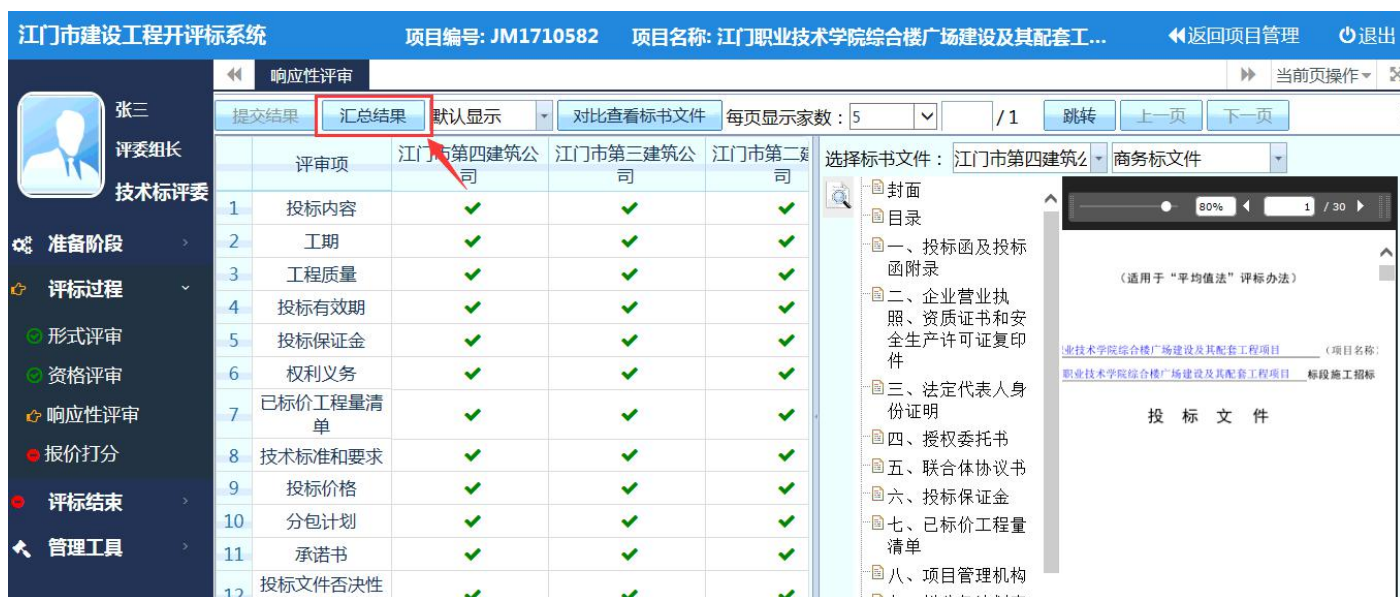 江门市建设工程开评标系统 项目编号: JM1710582 项目名称: 江门职业技术学院综合楼广场建设及其配套工... 返回项目管理 退出
响应性评审 当前页操作
张三
评委组长
技术标评委
准备阶段
评标过程
形式评审
资格评审
响应性评审
报价打分
评标结束
管理工具
提交结果 汇总结果 默认显示 对比查看标书文件 每页显示家数: 5 /1 跳转 上一页 下一页
评审项 江门市第四建筑公司 江门市第三建筑公司 江门市第二建
司
1 投标内容
2 工期
3 工程质量
4 投标有效期
5 投标保证金
6 权利义务
7 已标价工程量清
单
8 技术标准和要求
9 投标价格
10 分包计划
11 承诺书
12 投标文件否决性
选择标书文件: 江门市第四建筑 商务标文件
封面
目录
一、投标函及投标
函附录
二、企业营业执
照、资质证书和安
全生产许可证复印
件
三、法定代表人身
份证明
四、授权委托书
五、联合体协议书
六、投标保证金
七、已标价工程量
清单
八、项目管理机构
80% 1 / 30
(适用于“平均值法”评标办法)
业技术学院综合楼广场建设及其配套工程项目 (项目名称)
职业技术学院综合楼广场建设及其配套工程项目 标段施工招标
投标文件